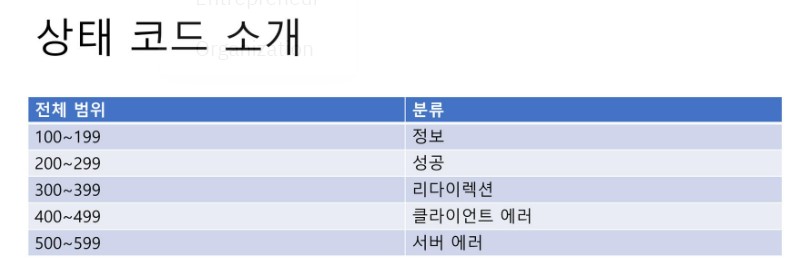 Entrepreneur
상태 코드 소개
Organization
전체 범위 분류
100~199 정보
200~299 성공
300~399 리다이렉션
400~499 클라이언트 에러
500~599 서버 에러